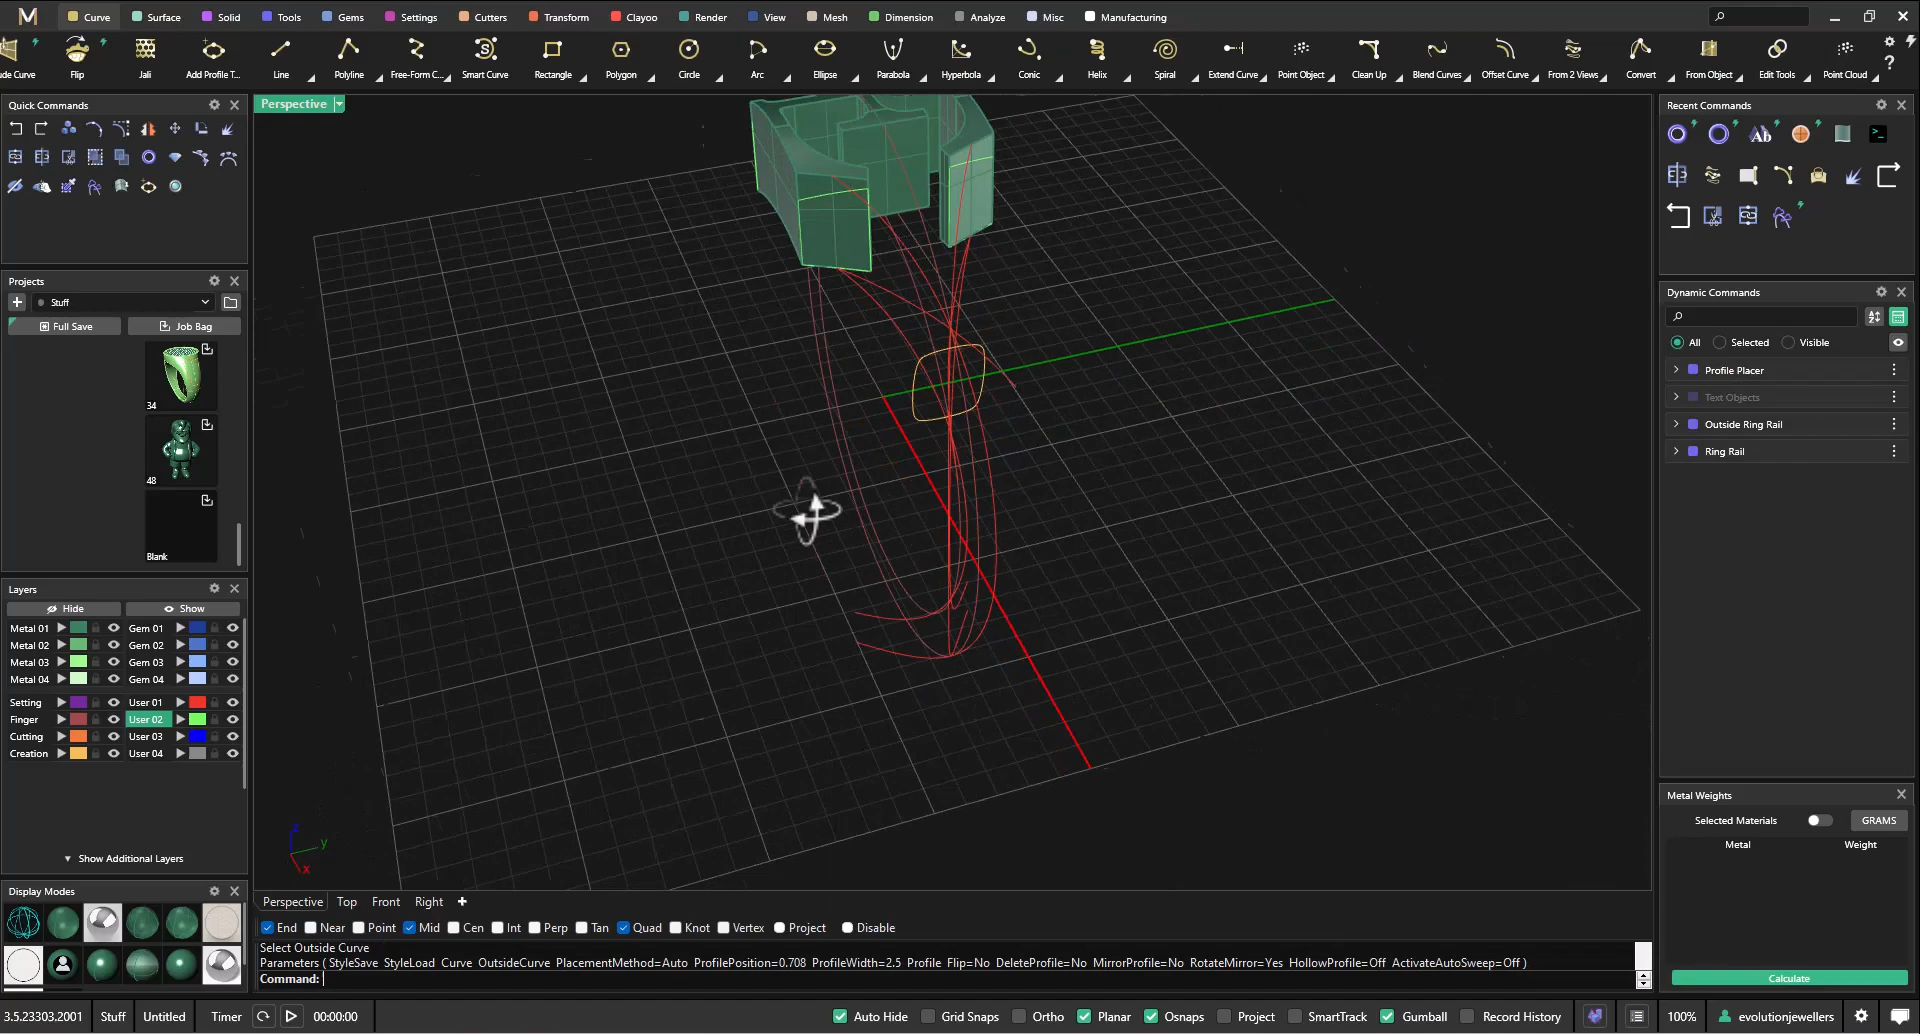 Curve Surface Solid Tools Gems Settings Cutters Transform Clayoo Render View Mesh Dimension Analyze Misc Manufacturing
ude Curve Flip Jali Add Profile T... Line Polyline Free-Form C... Smart Curve Rectangle Polygon Circle Arc Ellipse Parabola Hyperbola Conic Helix Spiral Extend Curve Point Object Clean Up Blend Curves Offset Curve From 2 Views Convert From Object Edit Tools Point Cloud
Quick Commands
Projects
Stuff
Full Save Job Bag
34
48
Blank
Layers
Hide Show
Metal 01 Gem 01
Metal 02 Gem 02
Metal 03 Gem 03
Metal 04 Gem 04
Setting User 01
Finger User 02
Cutting User 03
Creation User 04
Show Additional Layers
Display Modes
Perspective
z
y
x
Perspective Top Front Right
End Near Point Mid Cen Int Perp Tan Quad Knot Vertex Project Disable
Select Outside Curve
Parameters ( StyleSave StyleLoad Curve OutsideCurve PlacementMethod=Auto ProfilePosition=0.708 ProfileWidth=2.5 Profile Flip=No DeleteProfile=No MirrorProfile=No RotateMirror=Yes HollowProfile=Off ActivateAutoSweep=Off )
Command:
Recent Commands
Ab
Dynamic Commands
All Selected Visible
Profile Placer
Text Objects
Outside Ring Rail
Ring Rail
Metal Weights
Selected Materials GRAMS
Metal Weight
Calculate
3.5.23303.2001 Stuff Untitled Timer 00:00:00 Auto Hide Grid Snaps Ortho Planar Osnaps Project SmartTrack Gumball Record History 100% evolutionjewellers